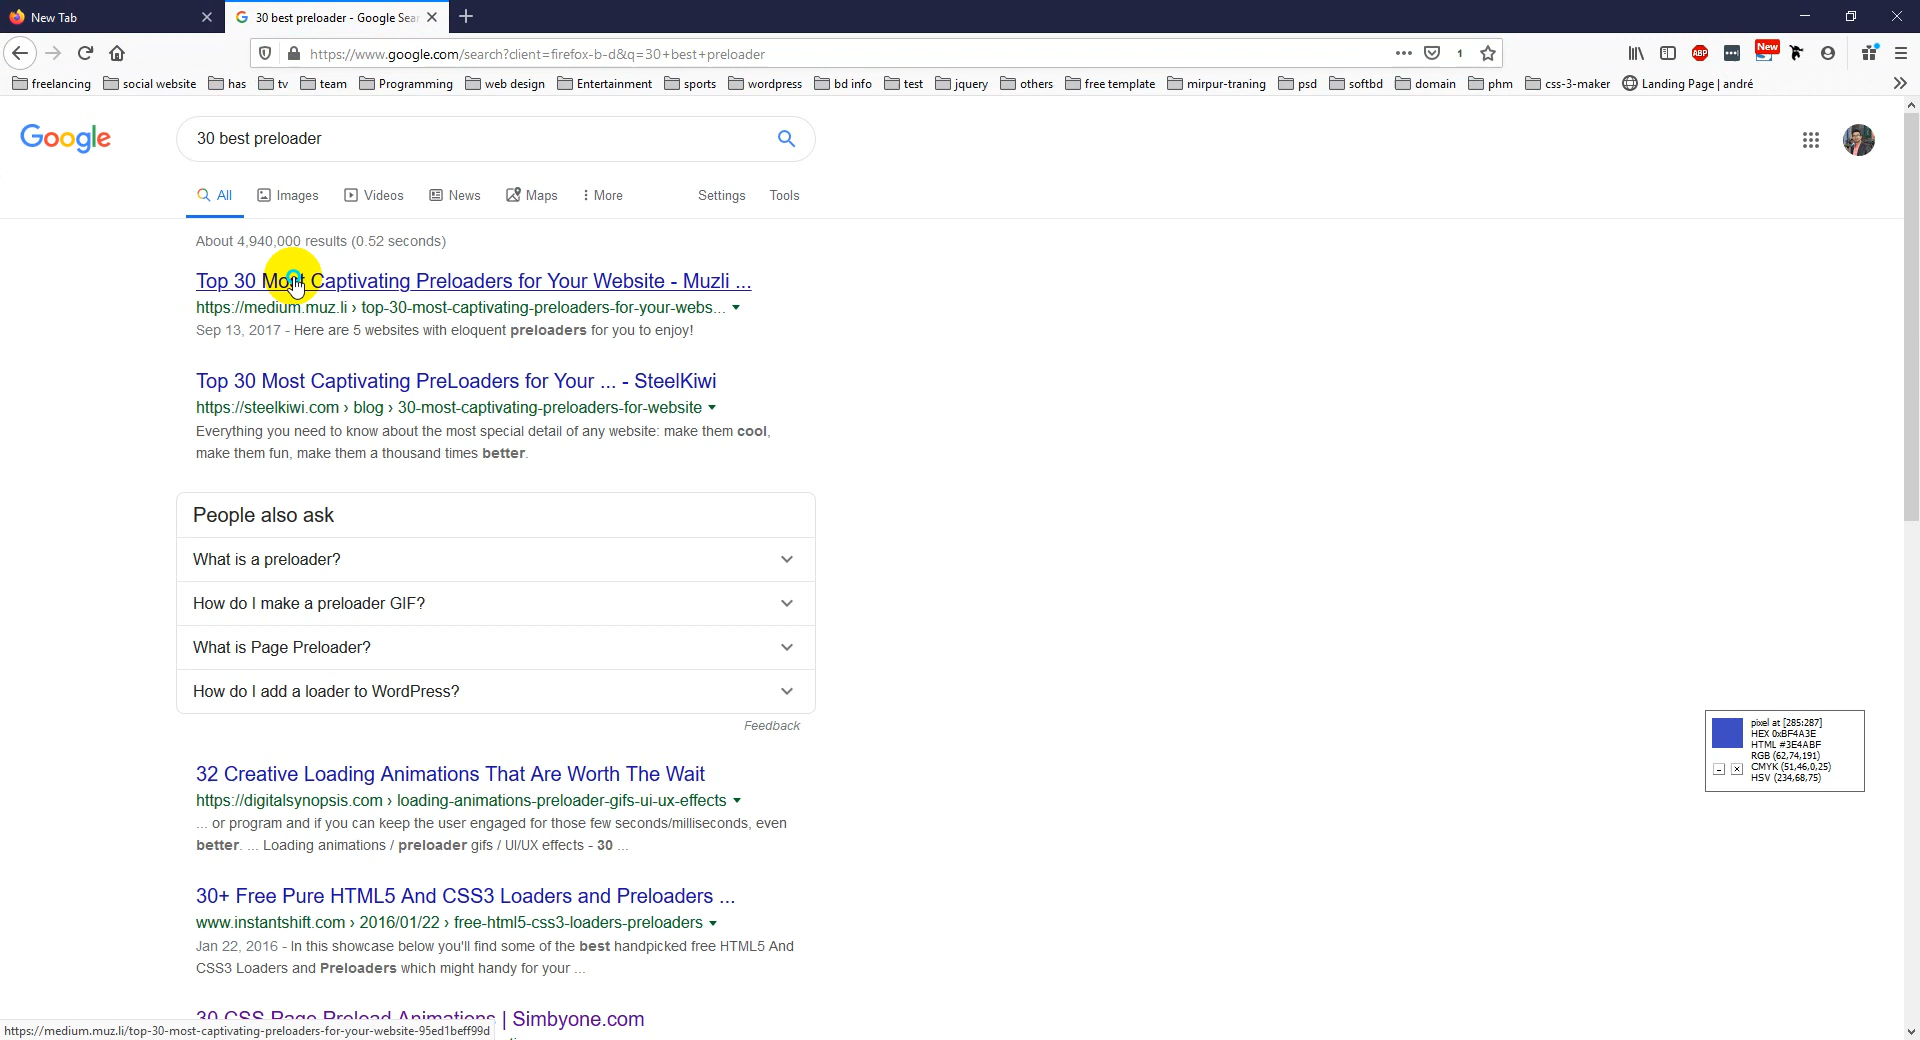 New Tab
30 best preloader - Google Sear
https://www.google.com/search?client=firefox-b-d&q=30+best+preloader
1
ABP
New
freelancing
social website
has
tv
team
Programming
web design
Entertainment
sports
wordpress
bd info
test
jquery
others
free template
mirpur-traning
psd
softbd
domain
phm
css-3-maker
Landing Page | andré
Google
30 best preloader
All
Images
Videos
News
Maps
More
Settings
Tools
About 4,940,000 results (0.52 seconds)
Top 30 Most Captivating Preloaders for Your Website - Muzli ...
https://medium.muz.li › top-30-most-captivating-preloaders-for-your-webs...
Sep 13, 2017 - Here are 5 websites with eloquent preloaders for you to enjoy!
Top 30 Most Captivating PreLoaders for Your ... - SteelKiwi
https://steelkiwi.com › blog › 30-most-captivating-preloaders-for-website
Everything you need to know about the most special detail of any website: make them cool,
make them fun, make them a thousand times better.
People also ask
What is a preloader?
How do I make a preloader GIF?
What is Page Preloader?
How do I add a loader to WordPress?
Feedback
pixel at [285:287]
HEX 0xBF4A3E
HTML #3E4ABF
RGB (62,74,191)
CMYK (51,46,0,25)
HSV (234,68,75)
32 Creative Loading Animations That Are Worth The Wait
https://digitalsynopsis.com › loading-animations-preloader-gifs-ui-ux-effects
... or program and if you can keep the user engaged for those few seconds/milliseconds, even
better. ... Loading animations / preloader gifs / UI/UX effects - 30 ...
30+ Free Pure HTML5 And CSS3 Loaders and Preloaders ...
www.instantshift.com › 2016/01/22 › free-html5-css3-loaders-preloaders
Jan 22, 2016 - In this showcase below you'll find some of the best handpicked free HTML5 And
CSS3 Loaders and Preloaders which might handy for your ...
30 CSS Page Preload Animations | Simbyone.com
https://medium.muz.li/top-30-most-captivating-preloaders-for-your-website-95ed1beff99d